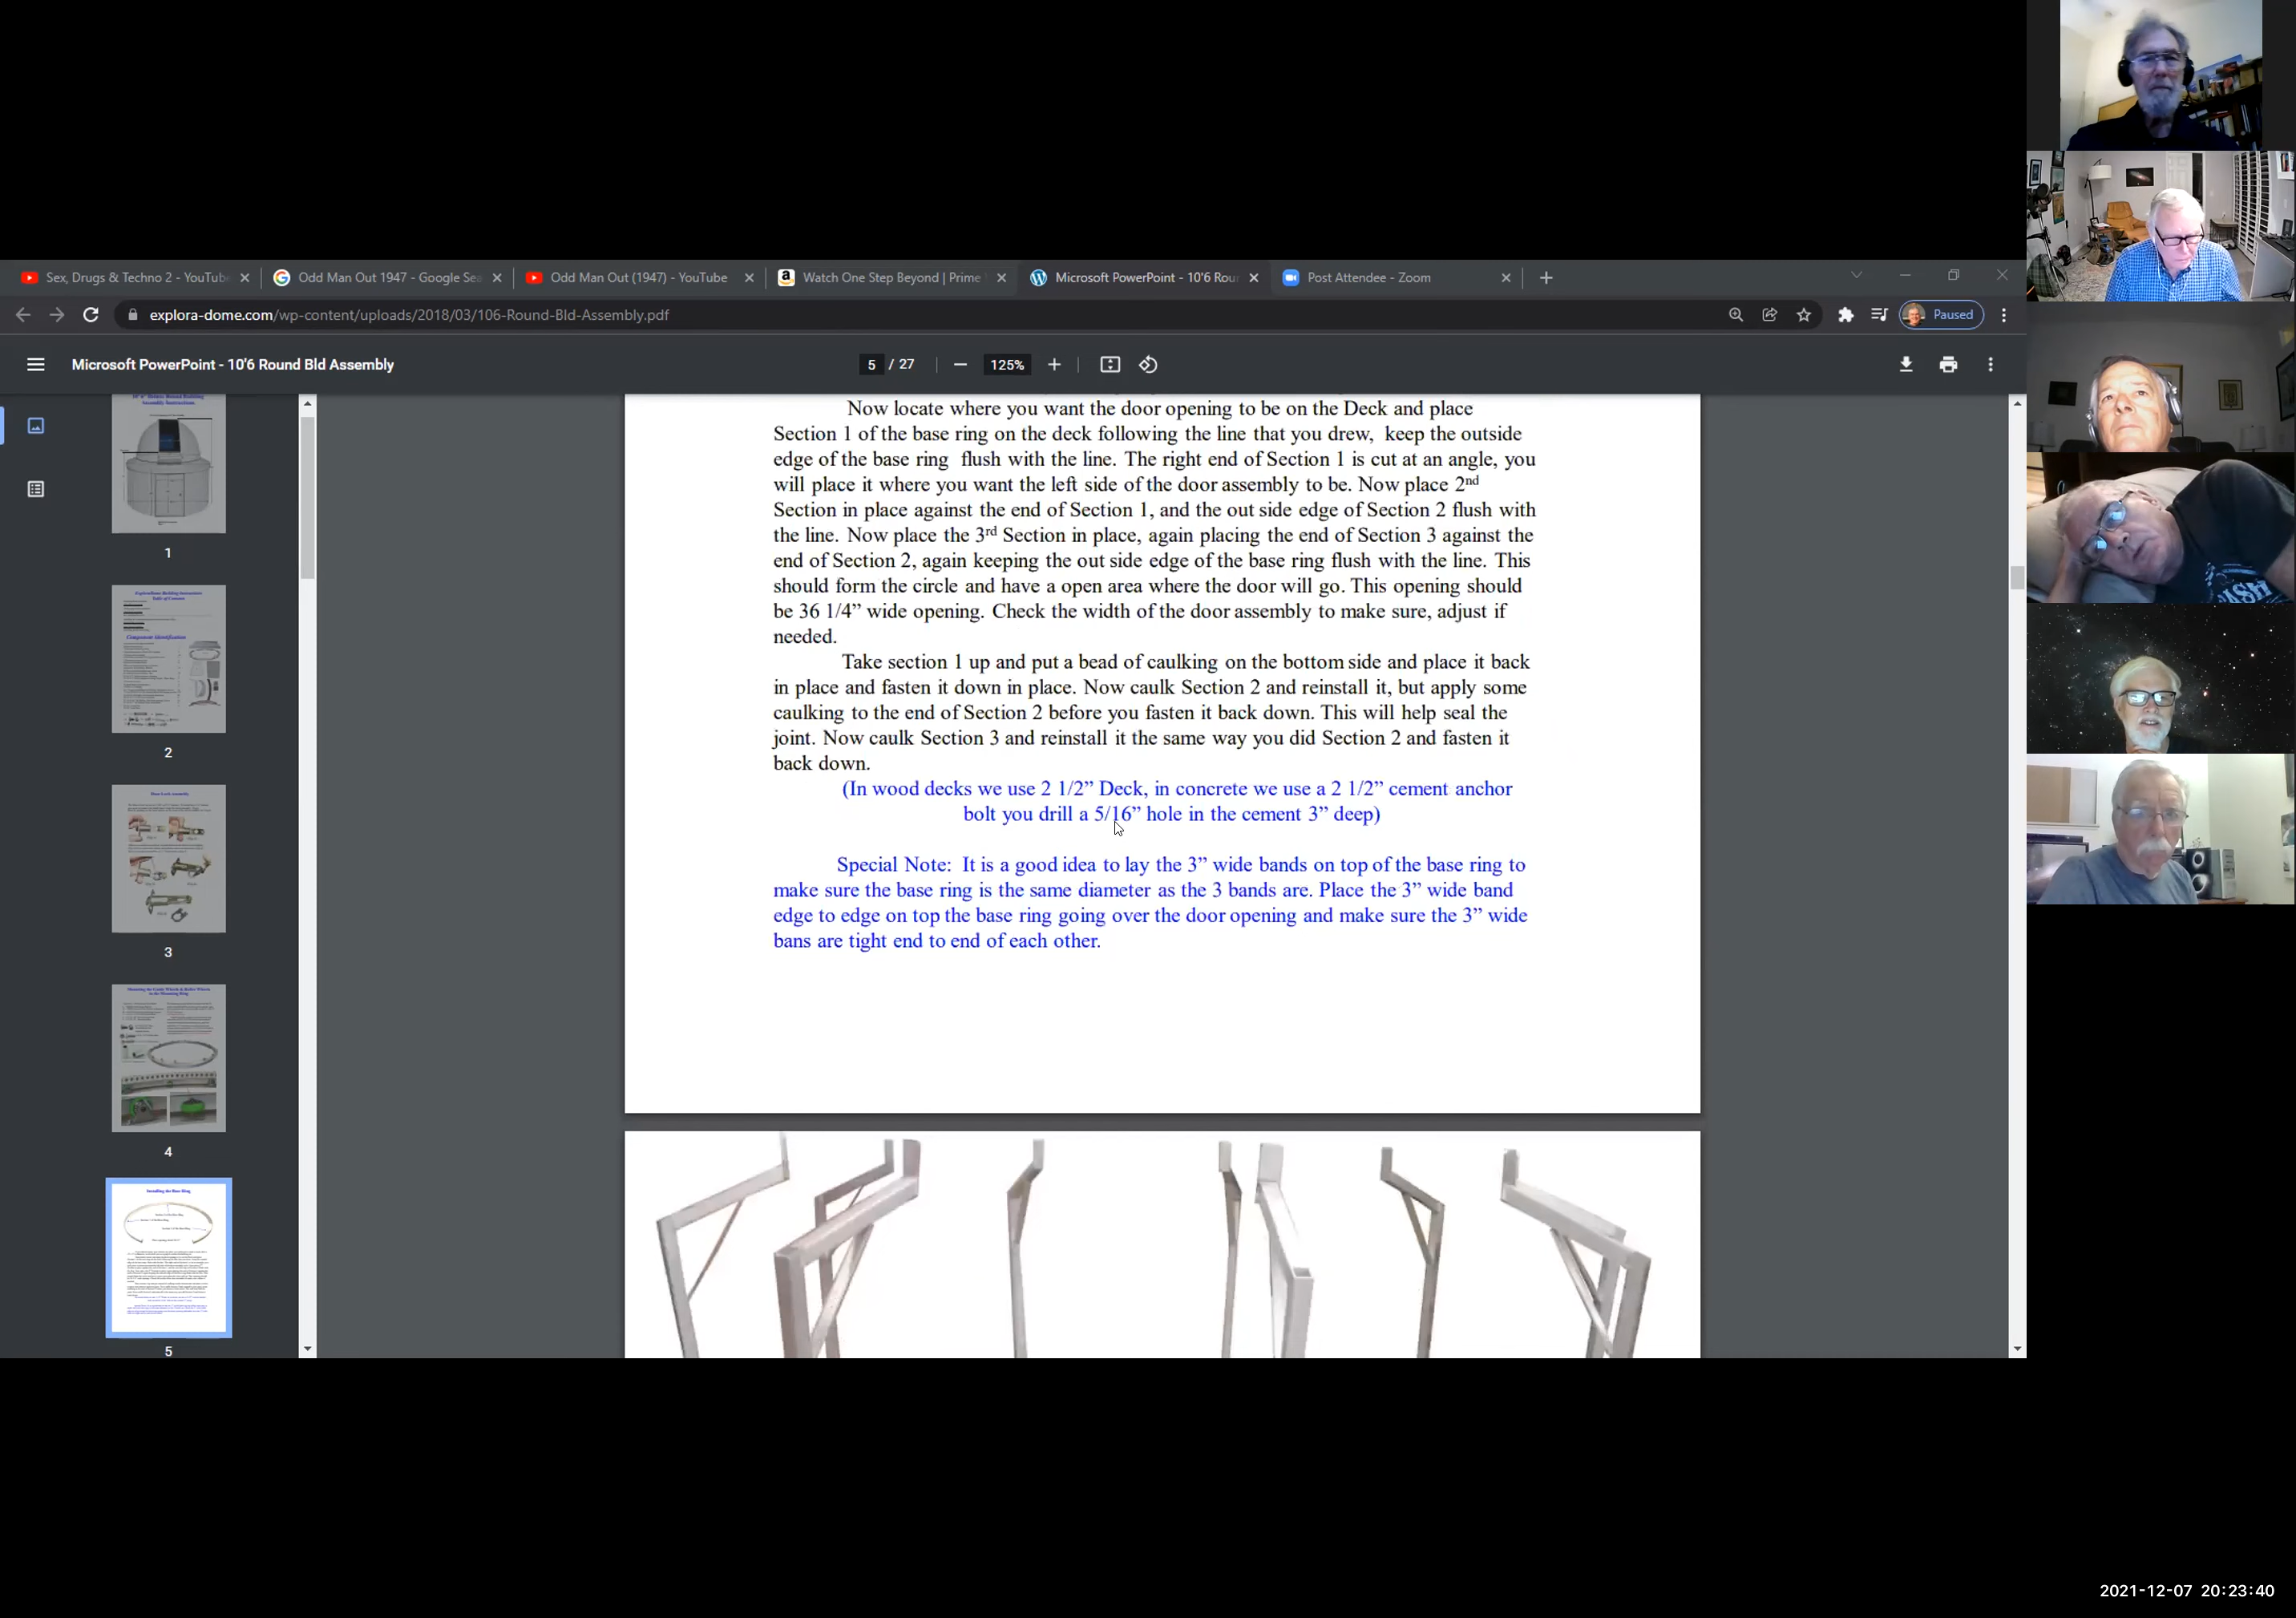 Sex, Drugs & Techno 2 - YouTube
Odd Man Out 1947 - Google Sea
Odd Man Out (1947) - YouTube
Watch One Step Beyond | Prime
Microsoft PowerPoint - 10'6 Rou
Post Attendee - Zoom
explora-dome.com/wp-content/uploads/2018/03/106-Round-Bld-Assembly.pdf
Paused
Microsoft PowerPoint - 10'6 Round Bld Assembly
5 / 27
125%
1
2
3
4
5
Component Identification
Installing the Base Ring
Now locate where you want the door opening to be on the Deck and place
Section 1 of the base ring on the deck following the line that you drew, keep the outside
edge of the base ring flush with the line. The right end of Section 1 is cut at an angle, you
will place it where you want the left side of the door assembly to be. Now place 2nd
Section in place against the end of Section 1, and the out side edge of Section 2 flush with
the line. Now place the 3rd Section in place, again placing the end of Section 3 against the
end of Section 2, again keeping the out side edge of the base ring flush with the line. This
should form the circle and have a open area where the door will go. This opening should
be 36 1/4” wide opening. Check the width of the door assembly to make sure, adjust if
needed.
Take section 1 up and put a bead of caulking on the bottom side and place it back
in place and fasten it down in place. Now caulk Section 2 and reinstall it, but apply some
caulking to the end of Section 2 before you fasten it back down. This will help seal the
joint. Now caulk Section 3 and reinstall it the same way you did Section 2 and fasten it
back down.
(In wood decks we use 2 1/2” Deck, in concrete we use a 2 1/2” cement anchor
bolt you drill a 5/16” hole in the cement 3” deep)
Special Note: It is a good idea to lay the 3” wide bands on top of the base ring to
make sure the base ring is the same diameter as the 3 bands are. Place the 3” wide band
edge to edge on top the base ring going over the door opening and make sure the 3” wide
bans are tight end to end of each other.
2021-12-07 20:23:40